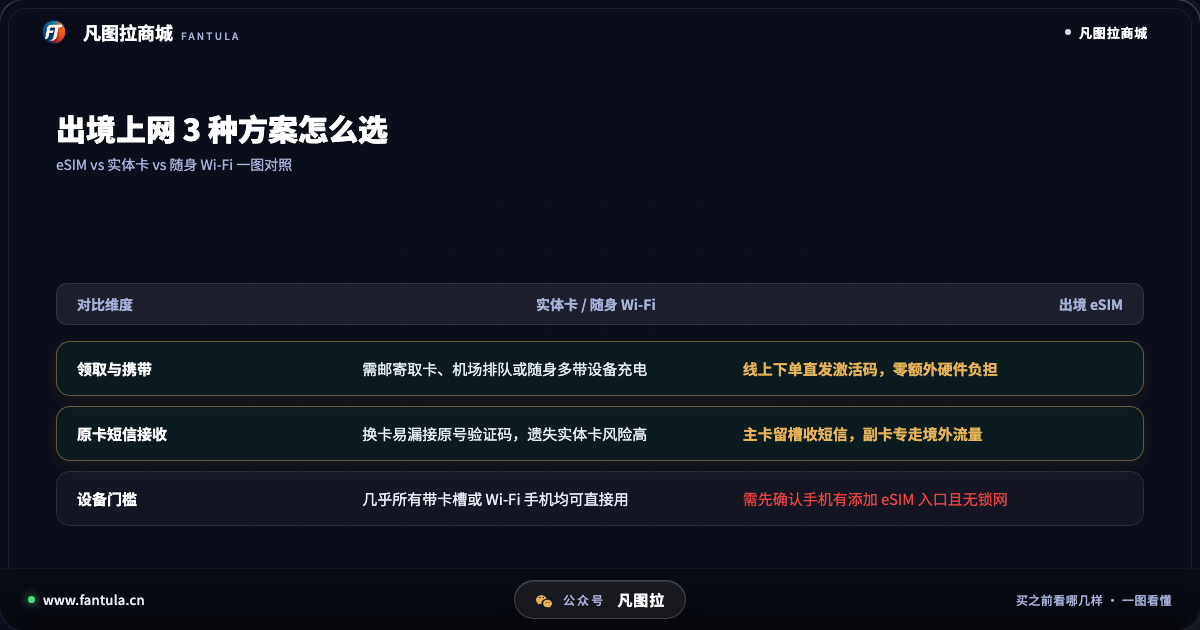 FT 凡图拉商城 FANTULA
凡图拉商城
出境上网 3 种方案怎么选
eSIM vs 实体卡 vs 随身 Wi-Fi 一图对照
对比维度 实体卡 / 随身 Wi-Fi 出境 eSIM
领取与携带 需邮寄取卡、机场排队或随身多带设备充电 线上下单直发激活码，零额外硬件负担
原卡短信接收 换卡易漏接原号验证码，遗失实体卡风险高 主卡留槽收短信，副卡专走境外流量
设备门槛 几乎所有带卡槽或 Wi-Fi 手机均可直接用 需先确认手机有添加 eSIM 入口且无锁网
www.fantula.cn 公众号 凡图拉 买之前看哪几样 · 一图看懂